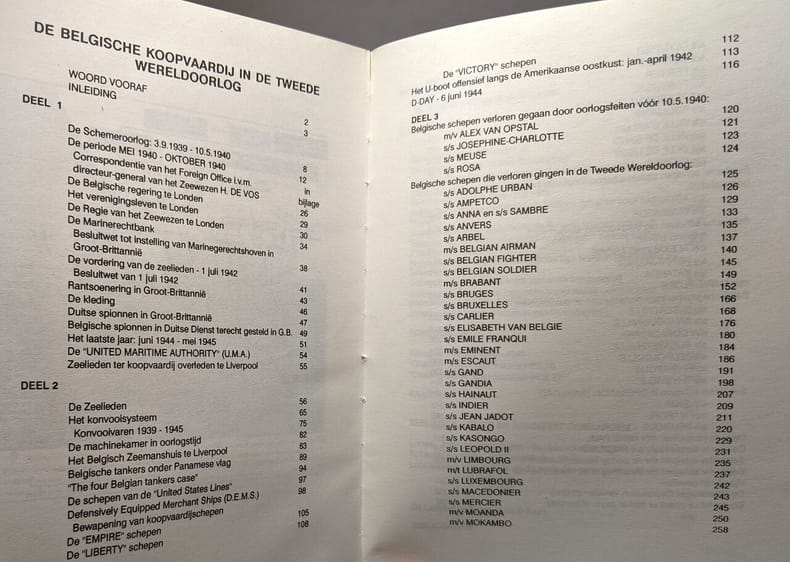 DE BELGISCHE KOOPVAARDIJ IN DE TWEEDE
WERELDOORLOG
WOORD VOORAF 2
INLEIDING 3
DEEL 1
De Schemeroorlog: 3.9.1939 - 10.5.1940 8
De periode MEI 1940 - OKTOBER 1940 12
Correspondentie van het Foreign Office i.v.m. in
directeur-general van het Zeewezen H. DE VOS bijlage
De Belgische regering te Londen 26
Het verenigingsleven te Londen 29
De Regie van het Zeewezen te Londen 30
De Marinerechtbank 34
Besluitwet tot instelling van Marinegerechtshoven in
Groot-Brittannië 38
De vordering van de zeelieden - 1 juli 1942
Besluitwet van 1 juli 1942 41
Rantsoenering in Groot-Brittannië 43
De kleding 46
Duitse spionnen in Groot-Brittannië 47
Belgische spionnen in Duitse Dienst terecht gesteld in G.B. 49
Het laatste jaar: juni 1944 - mei 1945 51
De "UNITED MARITIME AUTHORITY" (U.M.A.) 54
Zeelieden ter koopvaardij overleden te Liverpool 55
DEEL 2
De Zeelieden 56
Het konvooisysteem 65
Konvooivaren 1939 - 1945 75
De machinekamer in oorlogstijd 82
Het Belgisch Zeemanshuis te Liverpool 83
Belgische tankers onder Panamese vlag 89
"The four Belgian tankers case" 94
De schepen van de "United States Lines" 97
Defensively Equipped Merchant Ships (D.E.M.S.) 98
Bewapening van koopvaardijschepen
De "EMPIRE" schepen 105
De "LIBERTY" schepen 108
De "VICTORY" schepen 112
Het U-boot offensief langs de Amerikaanse oostkust: jan.-april 1942 113
D-DAY - 6 juni 1944 116
DEEL 3
Belgische schepen verloren gegaan door oorlogsfeiten vóór 10.5.1940:
m/v ALEX VAN OPSTAL 120
s/s JOSEPHINE-CHARLOTTE 121
s/s MEUSE 123
s/s ROSA 124
Belgische schepen die verloren gingen in de Tweede Wereldoorlog:
s/s ADOLPHE URBAN 125
s/s AMPETCO 126
s/s ANNA en s/s SAMBRE 129
s/s ANVERS 133
s/s ARBEL 135
m/v BELGIAN AIRMAN 137
s/s BELGIAN FIGHTER 140
s/s BELGIAN SOLDIER 145
m/s BRABANT 149
s/s BRUGES 152
s/s BRUXELLES 166
s/s CARLIER 168
s/s ELISABETH VAN BELGIE 176
s/s EMILE FRANQUI 180
m/s EMINENT 184
m/s ESCAUT 186
s/s GAND 191
s/s GANDIA 198
s/s HAINAUT 207
s/s INDIER 209
s/s JEAN JADOT 211
s/s KABALO 220
s/s KASONGO 229
s/s LEOPOLD II 231
m/v LIMBOURG 235
m/t LUBRAFOL 237
s/s LUXEMBOURG 242
s/s MACEDONIER 243
s/s MERCIER 245
m/v MOANDA 250
m/v MOKAMBO 258